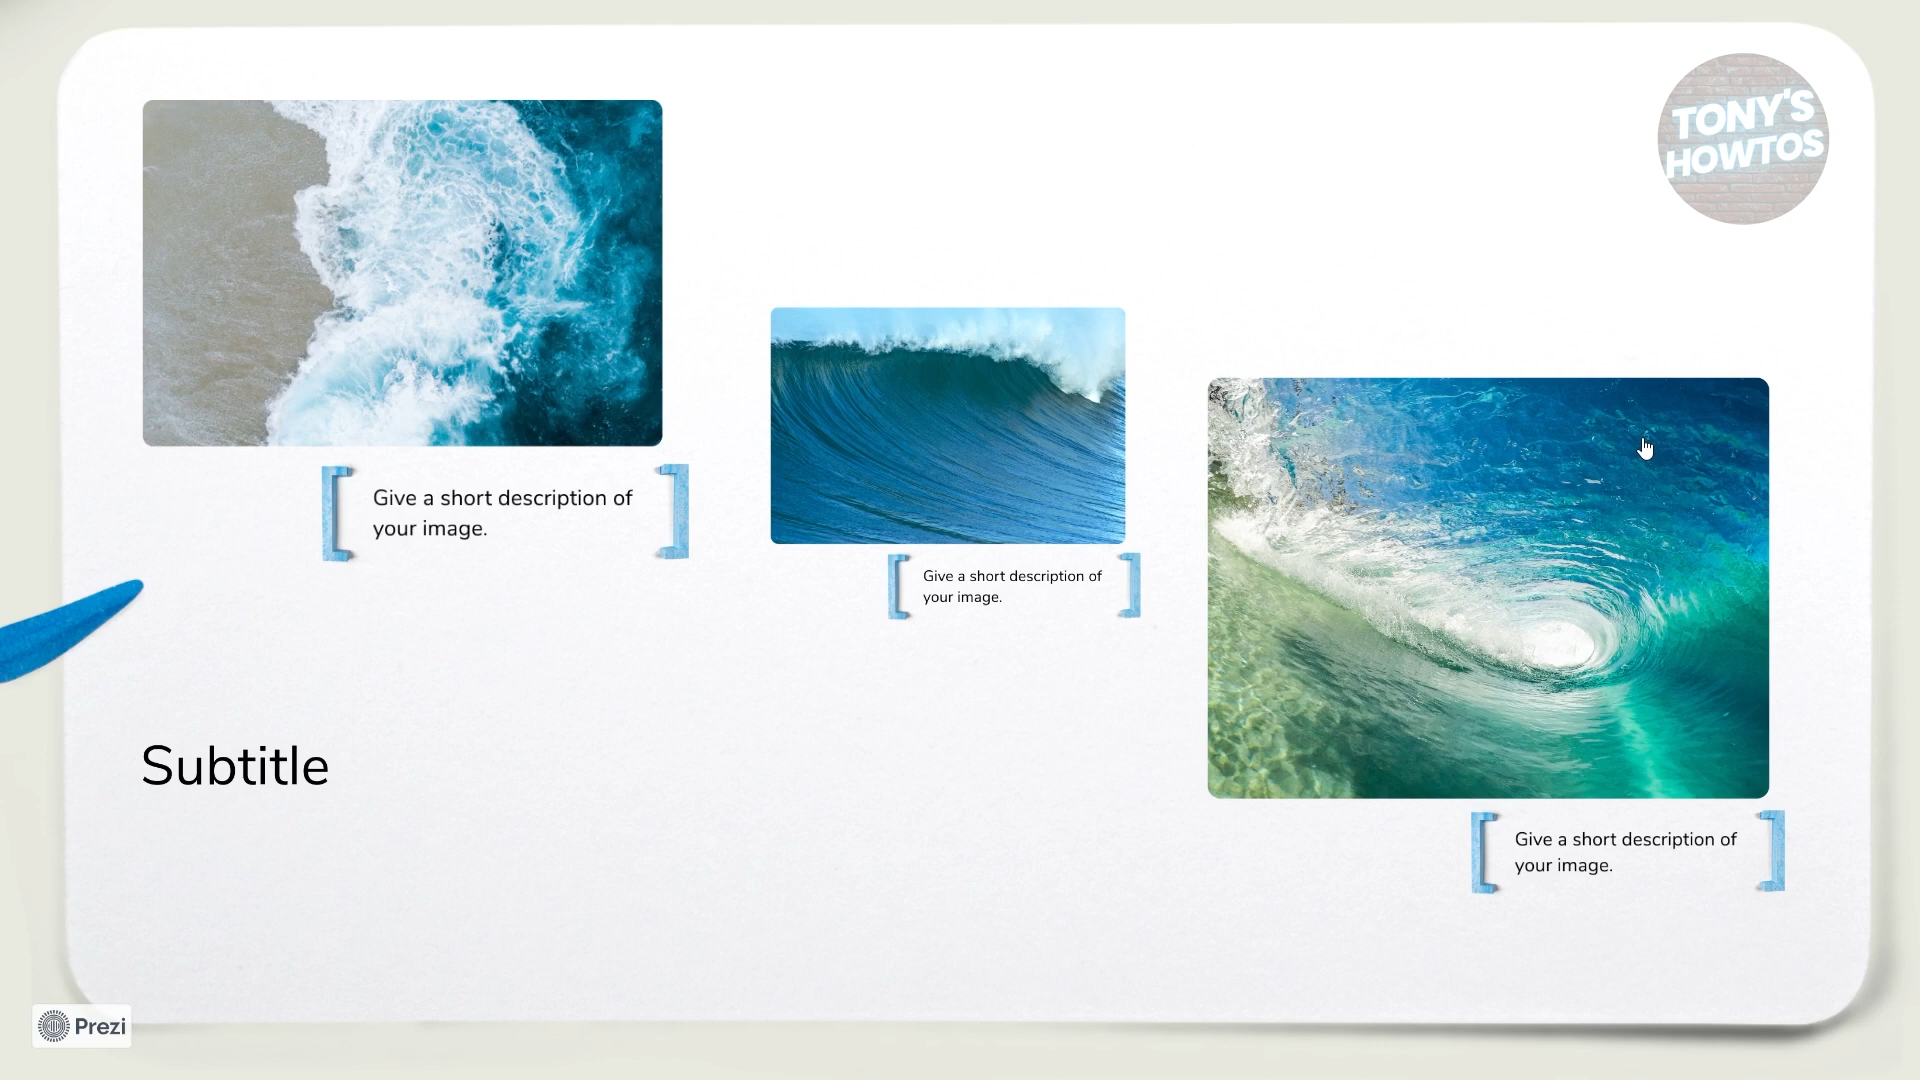 TONY'S
HOWTOS
Give a short description of
your image.
Give a short description of
your image.
Subtitle
Give a short description of
your image.
Prezi